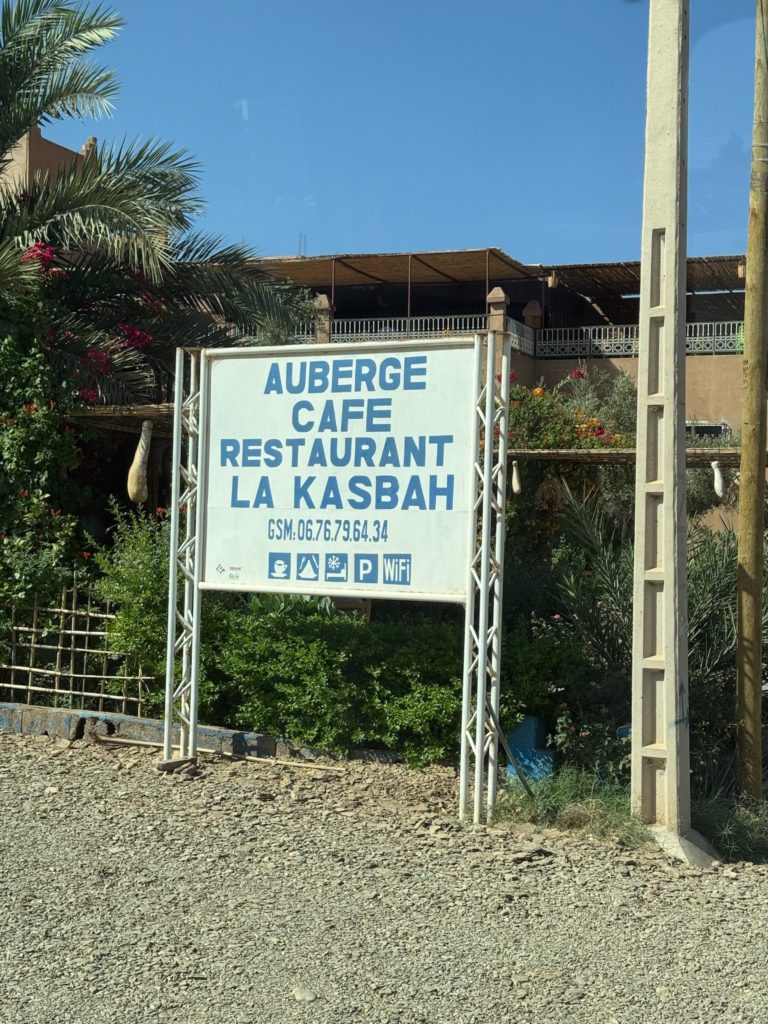 AUBERGE
CAFE
RESTAURANT
LA KASBAH
GSM:06.76.79.64.34
P WiFi